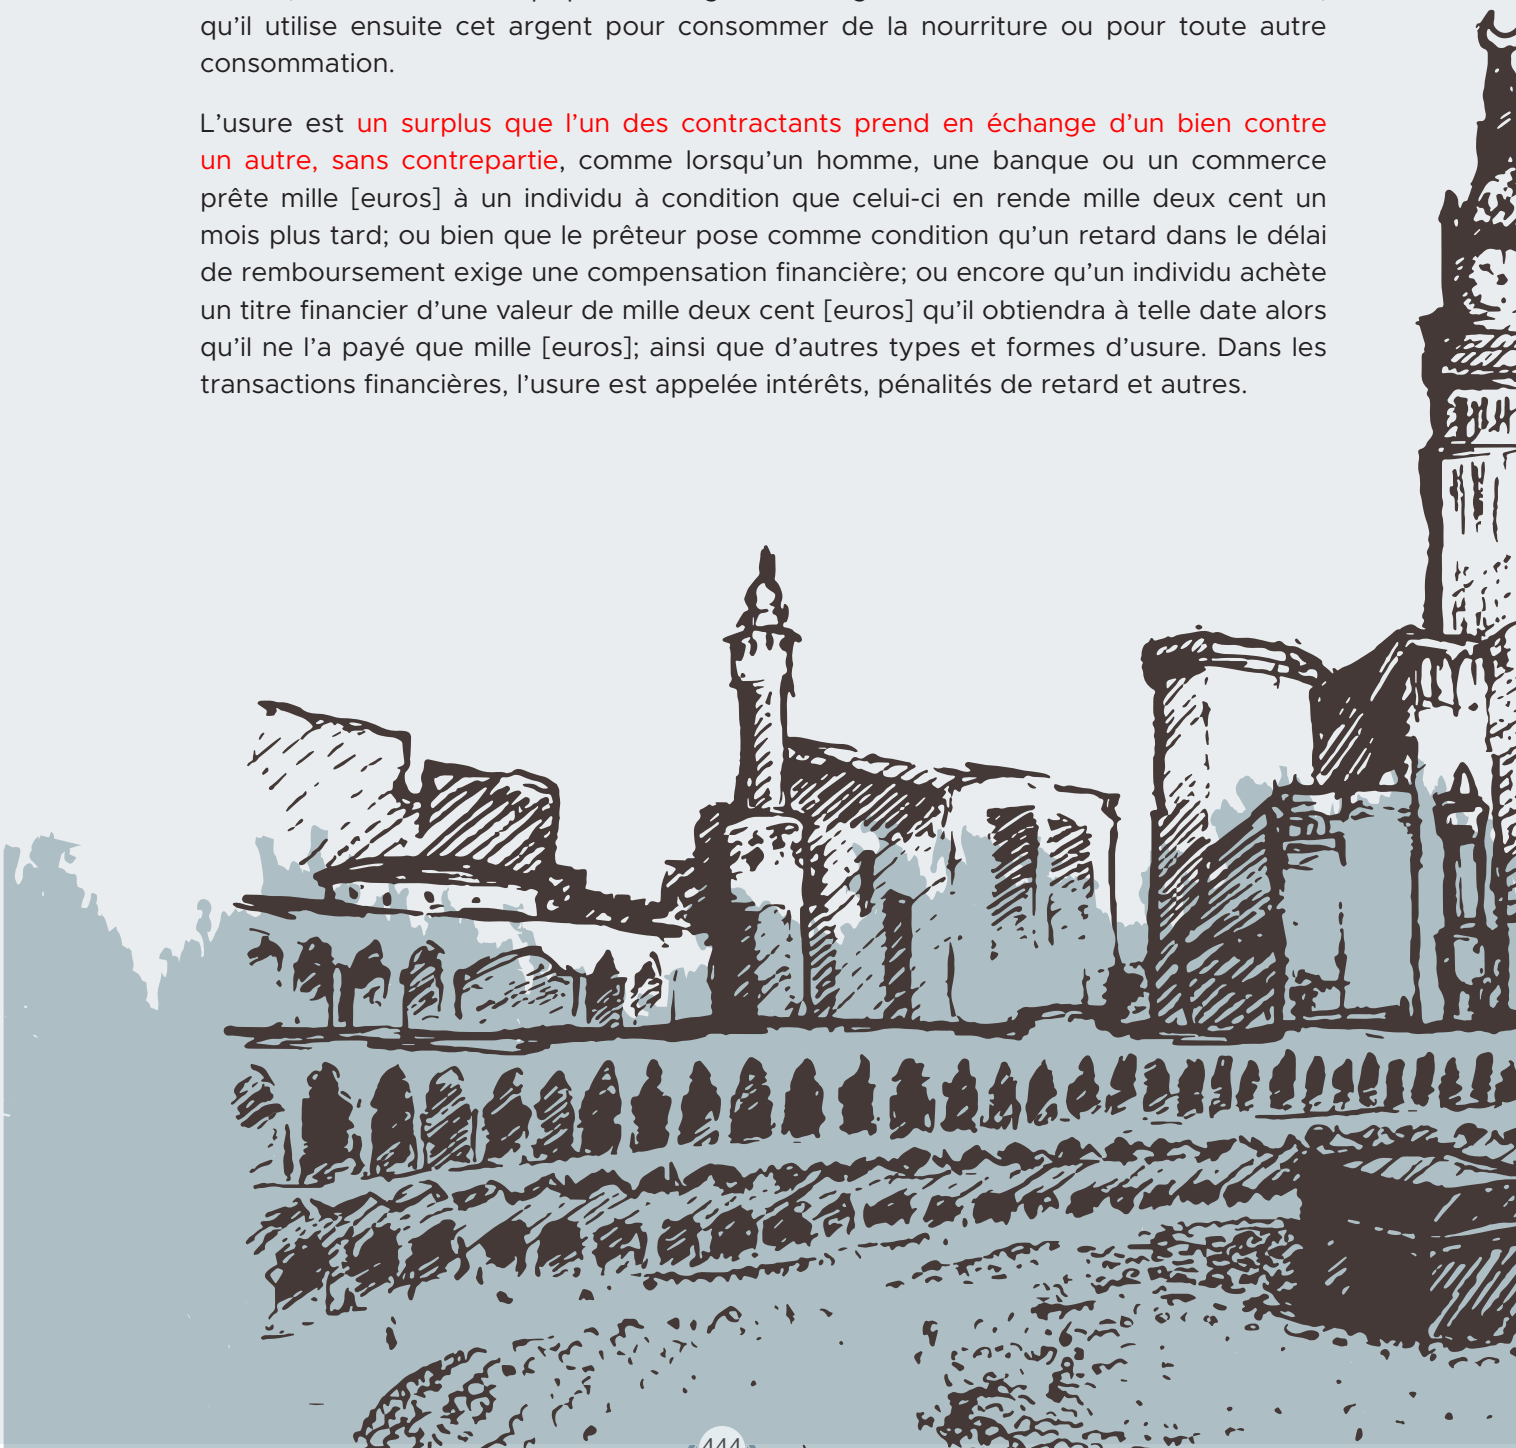 qu'il utilise ensuite cet argent pour consommer de la nourriture ou pour toute autre
consommation.
L'usure est un surplus que l'un des contractants prend en échange d'un bien contre
un autre, sans contrepartie, comme lorsqu'un homme, une banque ou un commerce
prête mille [euros] à un individu à condition que celui-ci en rende mille deux cent un
mois plus tard; ou bien que le prêteur pose comme condition qu'un retard dans le délai
de remboursement exige une compensation financière; ou encore qu'un individu achète
un titre financier d'une valeur de mille deux cent [euros] qu'il obtiendra à telle date alors
qu'il ne l'a payé que mille [euros]; ainsi que d'autres types et formes d'usure. Dans les
transactions financières, l'usure est appelée intérêts, pénalités de retard et autres.
444